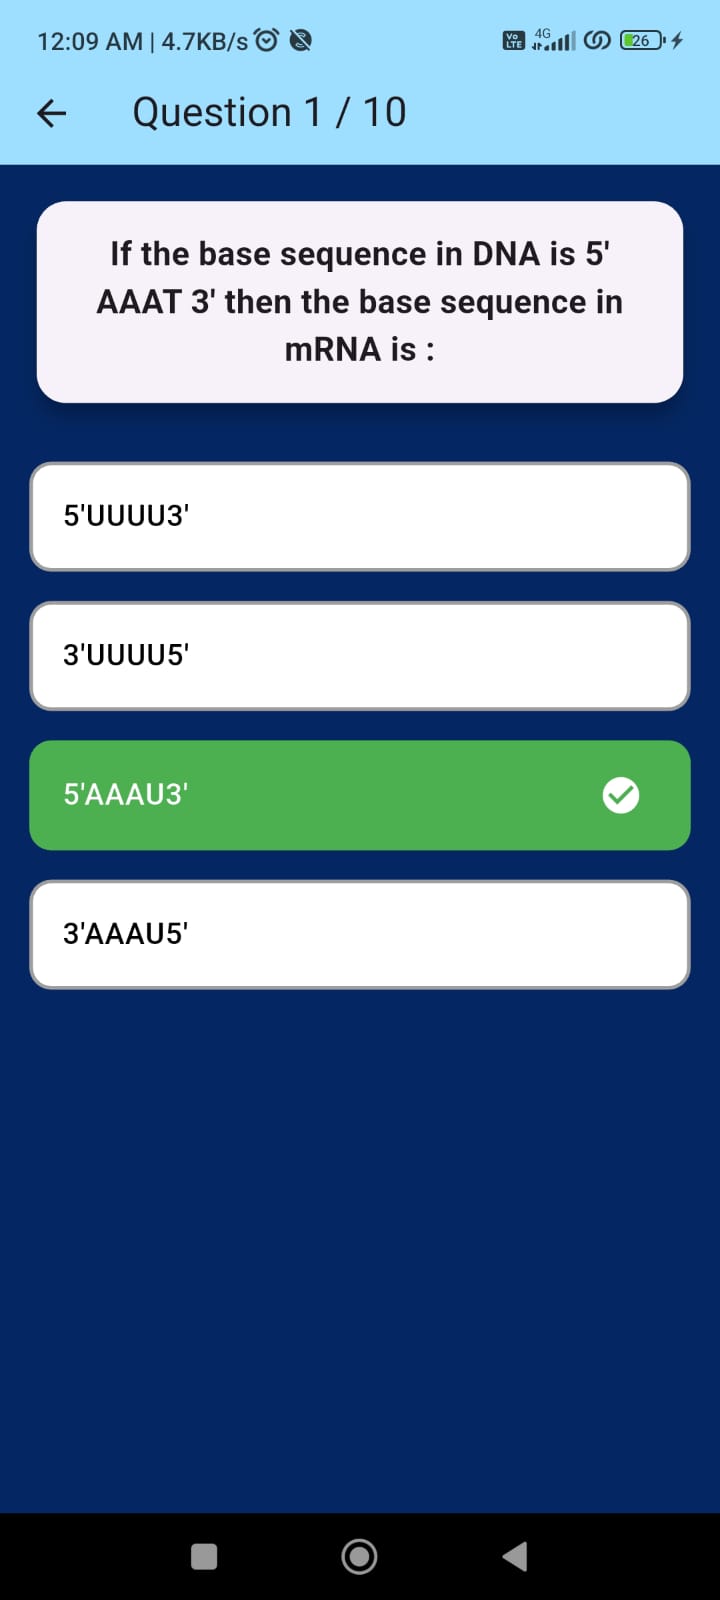 12:09 AM | 4.7KB/s Vo LTE 4G 26
Question 1 / 10
If the base sequence in DNA is 5'
AAAT 3' then the base sequence in
mRNA is :
5'UUUU3'
3'UUUU5'
5'AAAU3'
3'AAAU5'